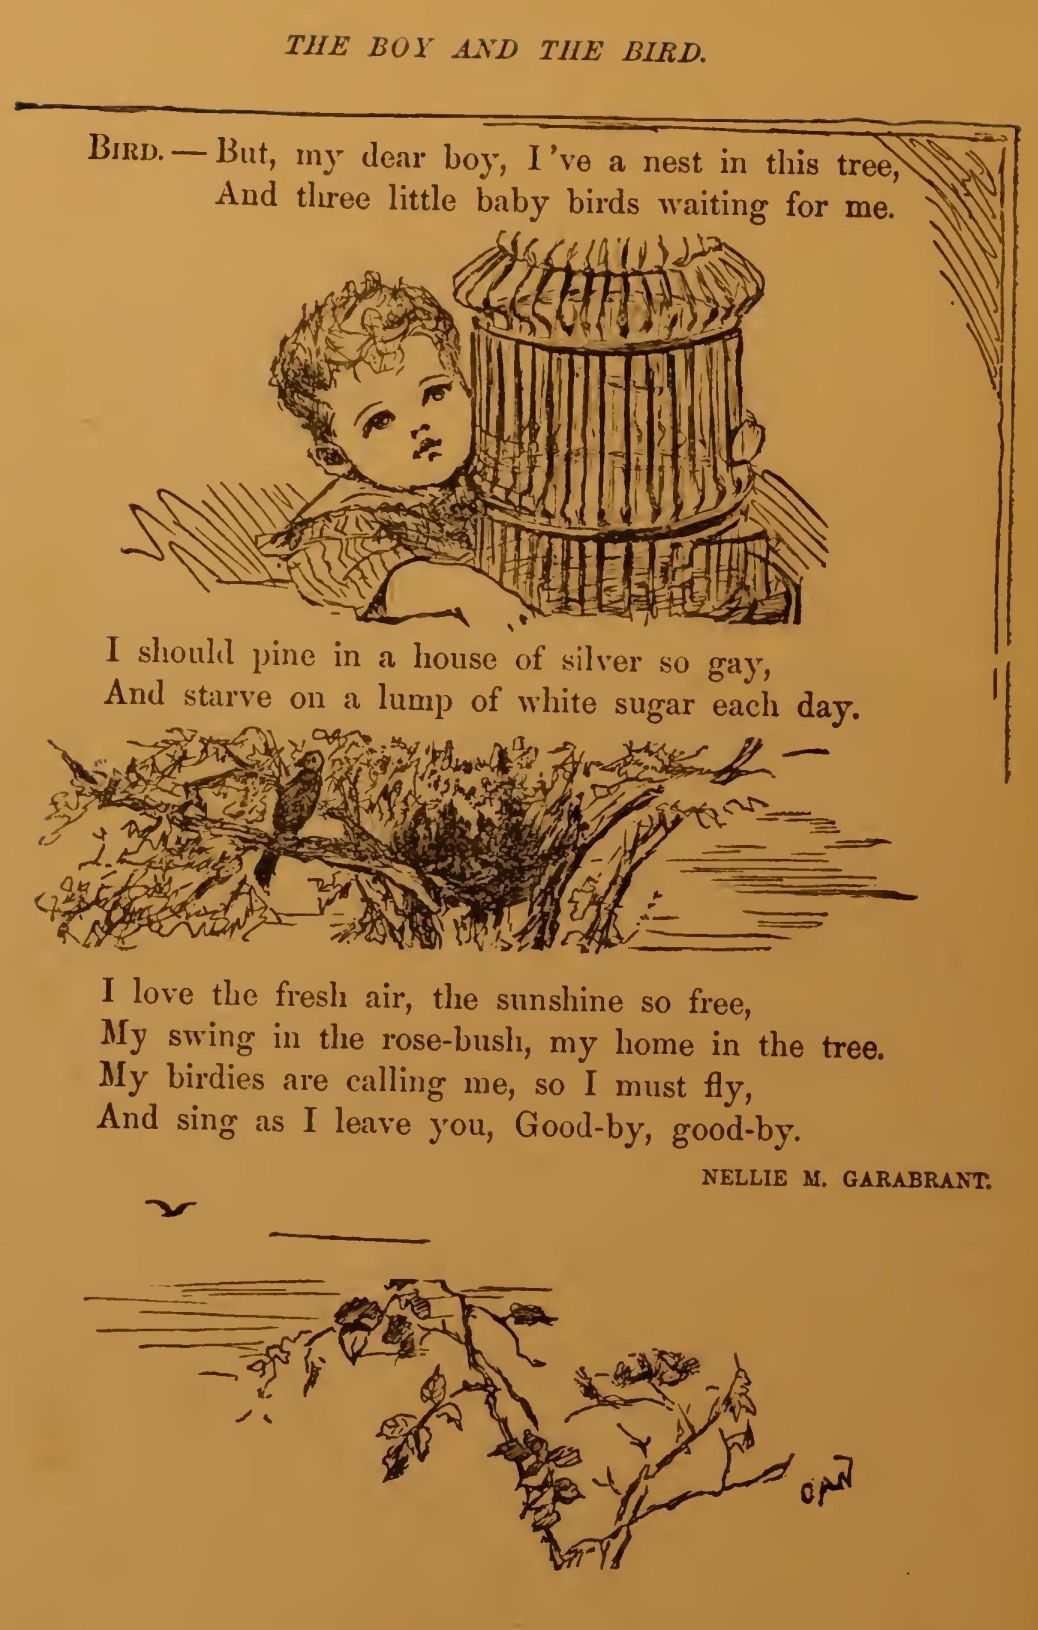 THE BOY AND THE BIRD.
BIRD. — But, my dear boy, I 've a nest in this tree,
And three little baby birds waiting for me.
I should pine in a house of silver so gay,
And starve on a lump of white sugar each day.
I love the fresh air, the sunshine so free,
My swing in the rose-bush, my home in the tree.
My birdies are calling me, so I must fly,
And sing as I leave you, Good-by, good-by.
NELLIE M. GARABRANT.